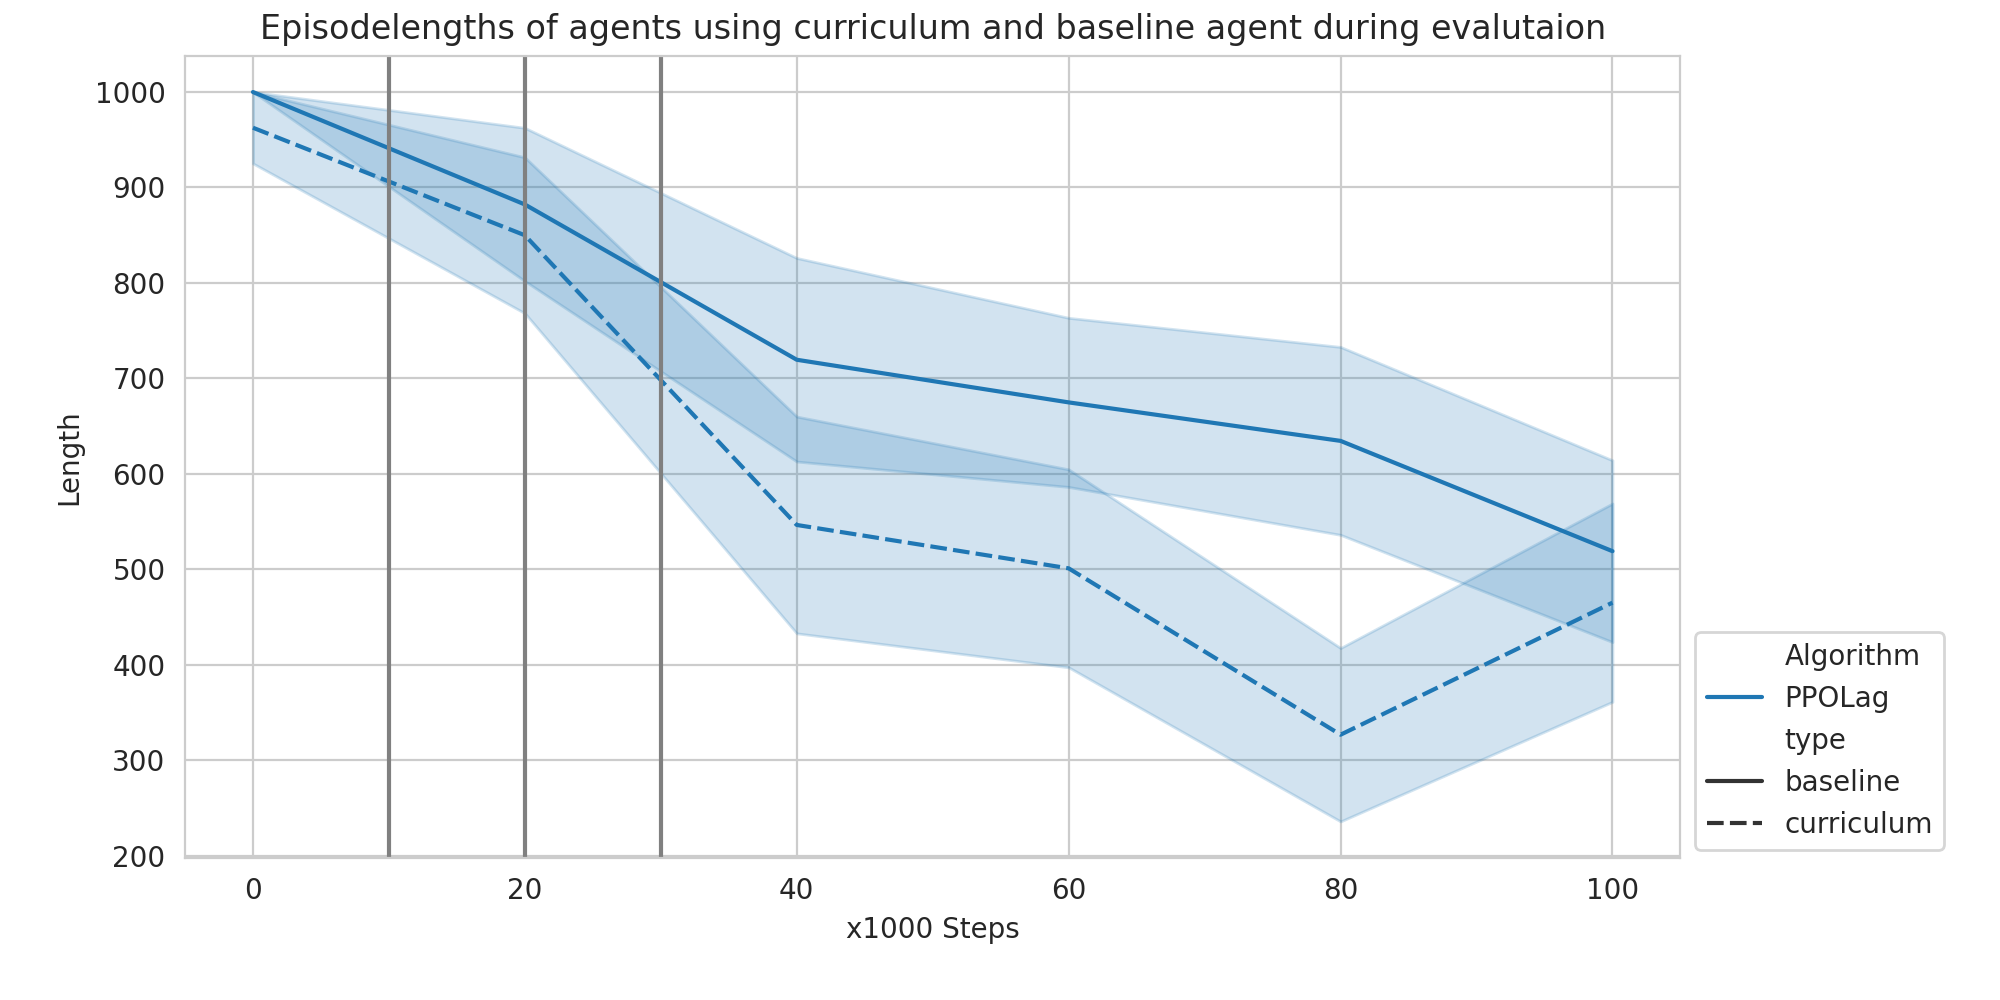 Episodelengths of agents using curriculum and baseline agent during evalutaion
1000
900
800
700
600
500
400
300
200
Length
0 20 40 60 80 100
x1000 Steps
Algorithm
PPOLag
type
baseline
curriculum